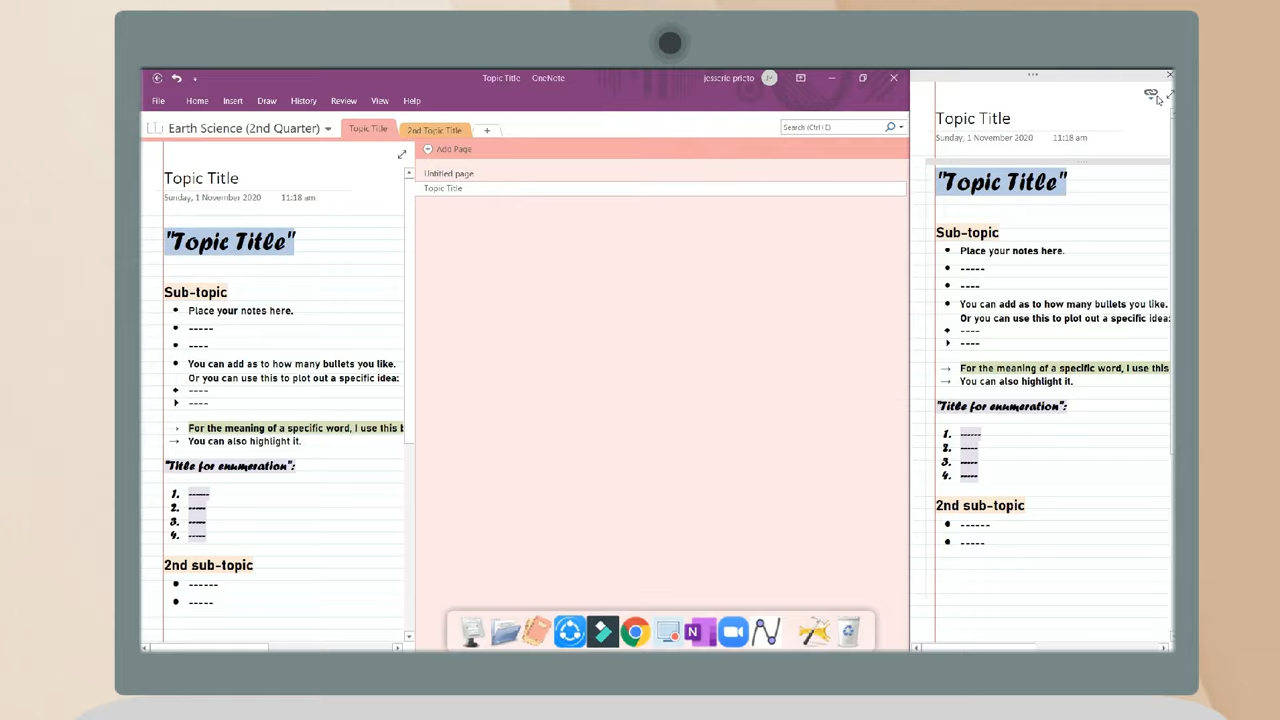 Topic Title - OneNote
jesserie prieto
JP
File Home Insert Draw History Review View Help
Earth Science (2nd Quarter)
Topic Title
2nd Topic Title
Search (Ctrl+E)
Add Page
Untitled page
Topic Title
Topic Title
Sunday, 1 November 2020 11:18 am
"Topic Title"
Sub-topic
• Place your notes here.
• -----
• ----
• You can add as to how many bullets you like.
Or you can use this to plot out a specific idea:
◆ ----
▶ ----
→ For the meaning of a specific word, I use this b
→ You can also highlight it.
"Title for enumeration":
1. -----
2. ----
3. ----
4. ----
2nd sub-topic
• ------
• -----
Topic Title
Sunday, 1 November 2020 11:18 am
"Topic Title"
Sub-topic
• Place your notes here.
• -----
• ----
• You can add as to how many bullets you like.
Or you can use this to plot out a specific idea:
◆ ----
▶ ----
→ For the meaning of a specific word, I use this
→ You can also highlight it.
"Title for enumeration":
1. -----
2. ----
3. ----
4. ----
2nd sub-topic
• ------
• -----
N